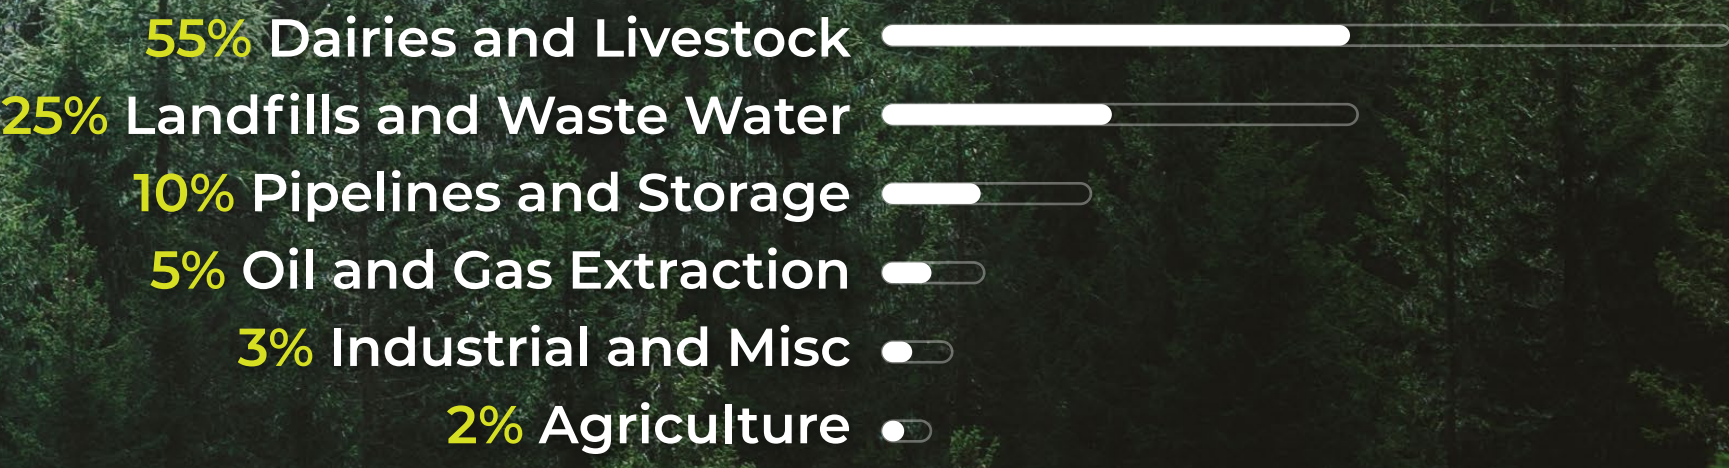 55% Dairies and Livestock
25% Landfills and Waste Water
10% Pipelines and Storage
5% Oil and Gas Extraction
3% Industrial and Misc
2% Agriculture